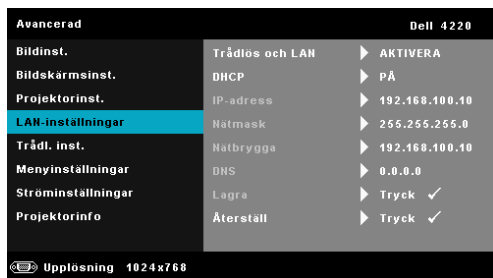 Avancerad Dell 4220
Bildinst.
Bildskärmsinst.
Projektorinst.
LAN-inställningar
Trådl. inst.
Menyinställningar
Ströminställningar
Projektorinfo
Trådlös och LAN AKTIVERA
DHCP PÅ
IP-adress 192.168.100.10
Nätmask 255.255.255.0
Nätbrygga 192.168.100.10
DNS 0.0.0.0
Lagra Tryck ✓
Återställ Tryck ✓
Upplösning 1024x768